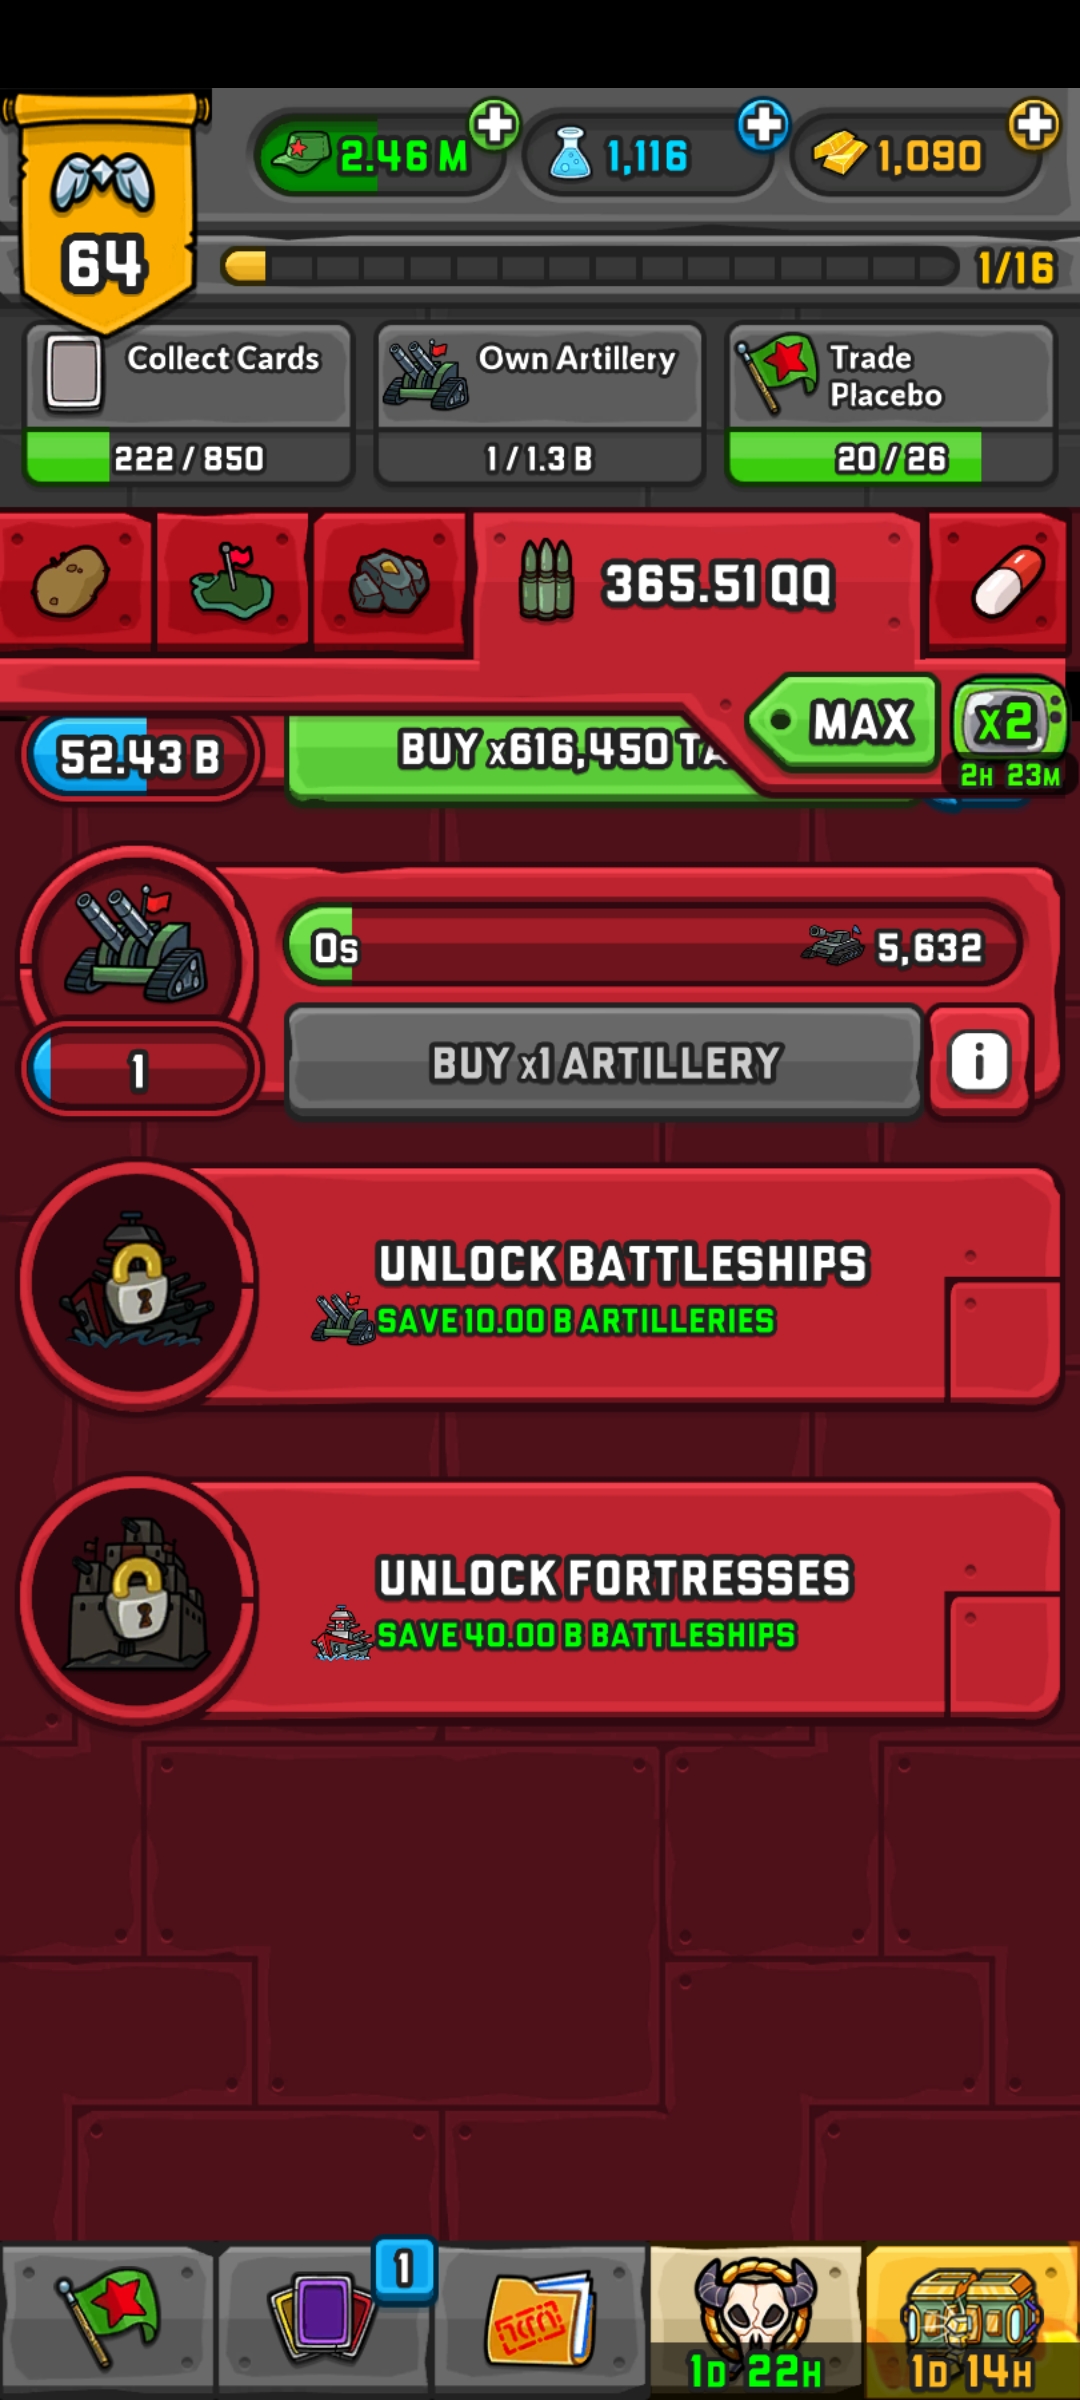 2.46 M
1,116
1,090
64
1/16
Collect Cards
222 / 850
Own Artillery
1 / 1.3 B
Trade
Placebo
20 / 26
365.51 QQ
MAX
x2
2H 23M
52.43 B
BUY x616,450 TA
0s
5,632
1
BUY x1 ARTILLERY
i
UNLOCK BATTLESHIPS
SAVE 10.00 B ARTILLERIES
UNLOCK FORTRESSES
SAVE 40.00 B BATTLESHIPS
1
1D 22H
1D 14H